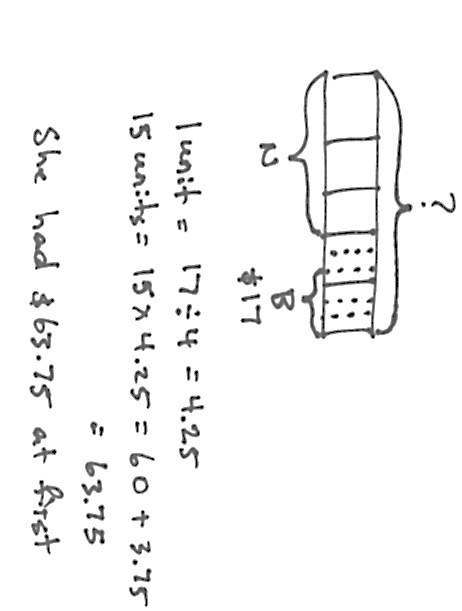 ?
N
B
$17
1 unit = 17 ÷ 4 = 4.25
15 units = 15 x 4.25 = 60 + 3.75
= 63.75
She had $63.75 at first